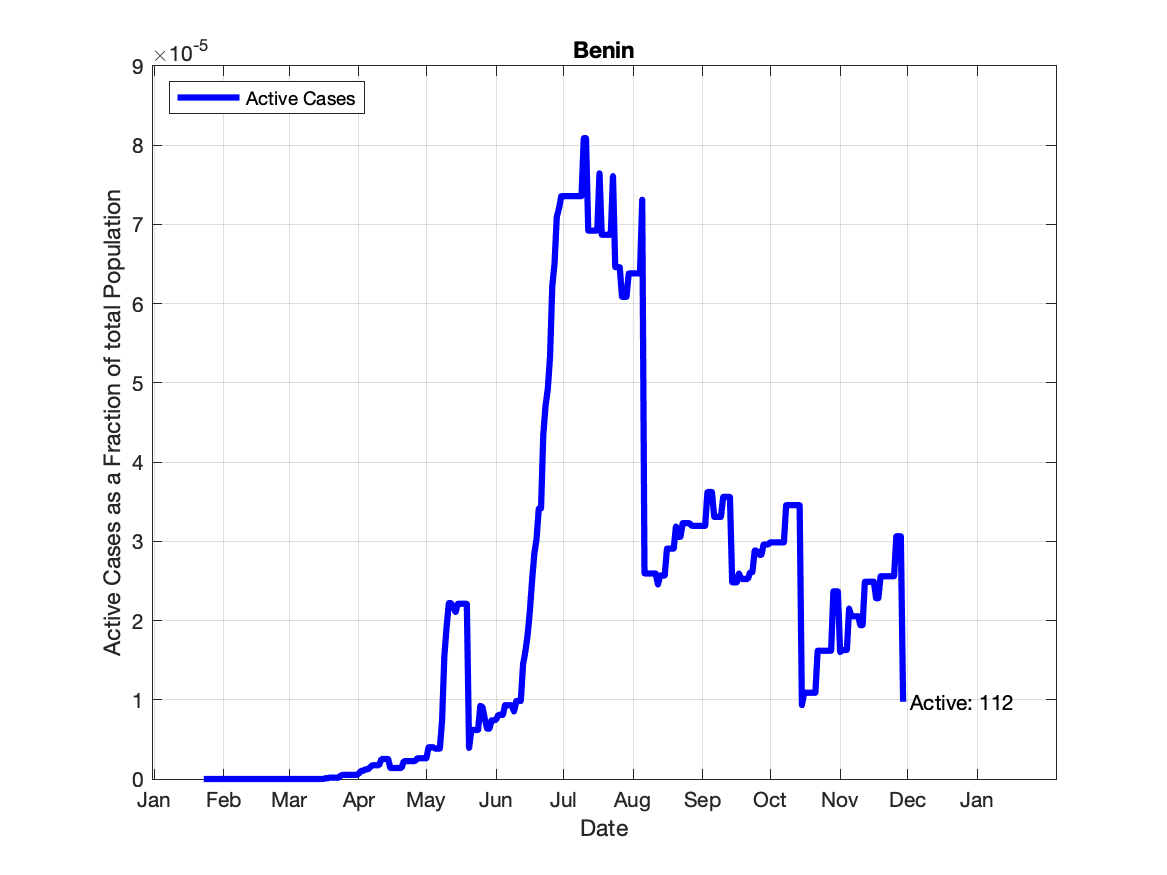 Benin
×10-5
Active Cases
9
8
7
6
5
4
3
2
1
0
Active Cases as a Fraction of total Population
Active: 112
Jan Feb Mar Apr May Jun Jul Aug Sep Oct Nov Dec Jan
Date